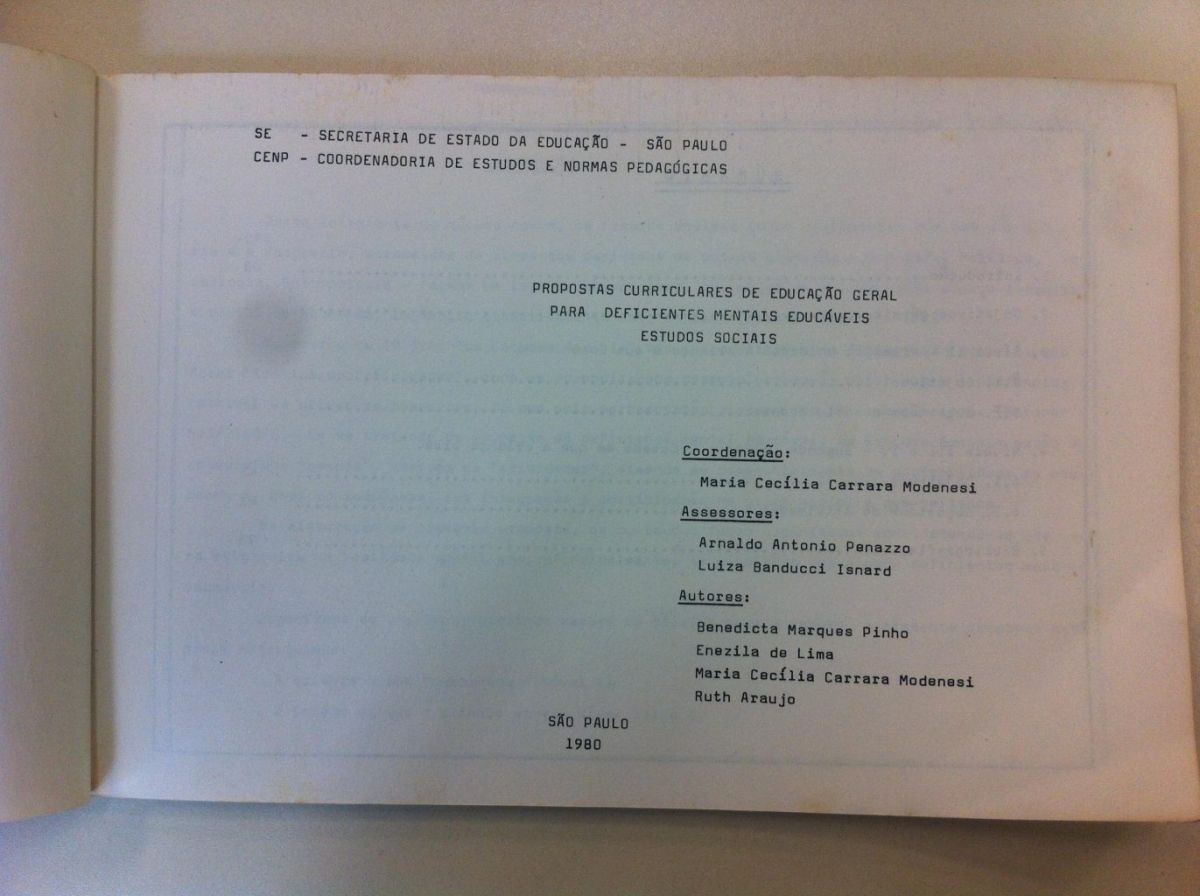 SE - SECRETARIA DE ESTADO DA EDUCAÇÃO - SÃO PAULO
CENP - COORDENADORIA DE ESTUDOS E NORMAS PEDAGÓGICAS
PROPOSTAS CURRICULARES DE EDUCAÇÃO GERAL
PARA DEFICIENTES MENTAIS EDUCÁVEIS
ESTUDOS SOCIAIS
Coordenação:
Maria Cecília Carrara Modenesi
Assessores:
Arnaldo Antonio Penazzo
Luiza Banducci Isnard
Autores:
Benedicta Marques Pinho
Enezila de Lima
Maria Cecília Carrara Modenesi
Ruth Araujo
SÃO PAULO
1980